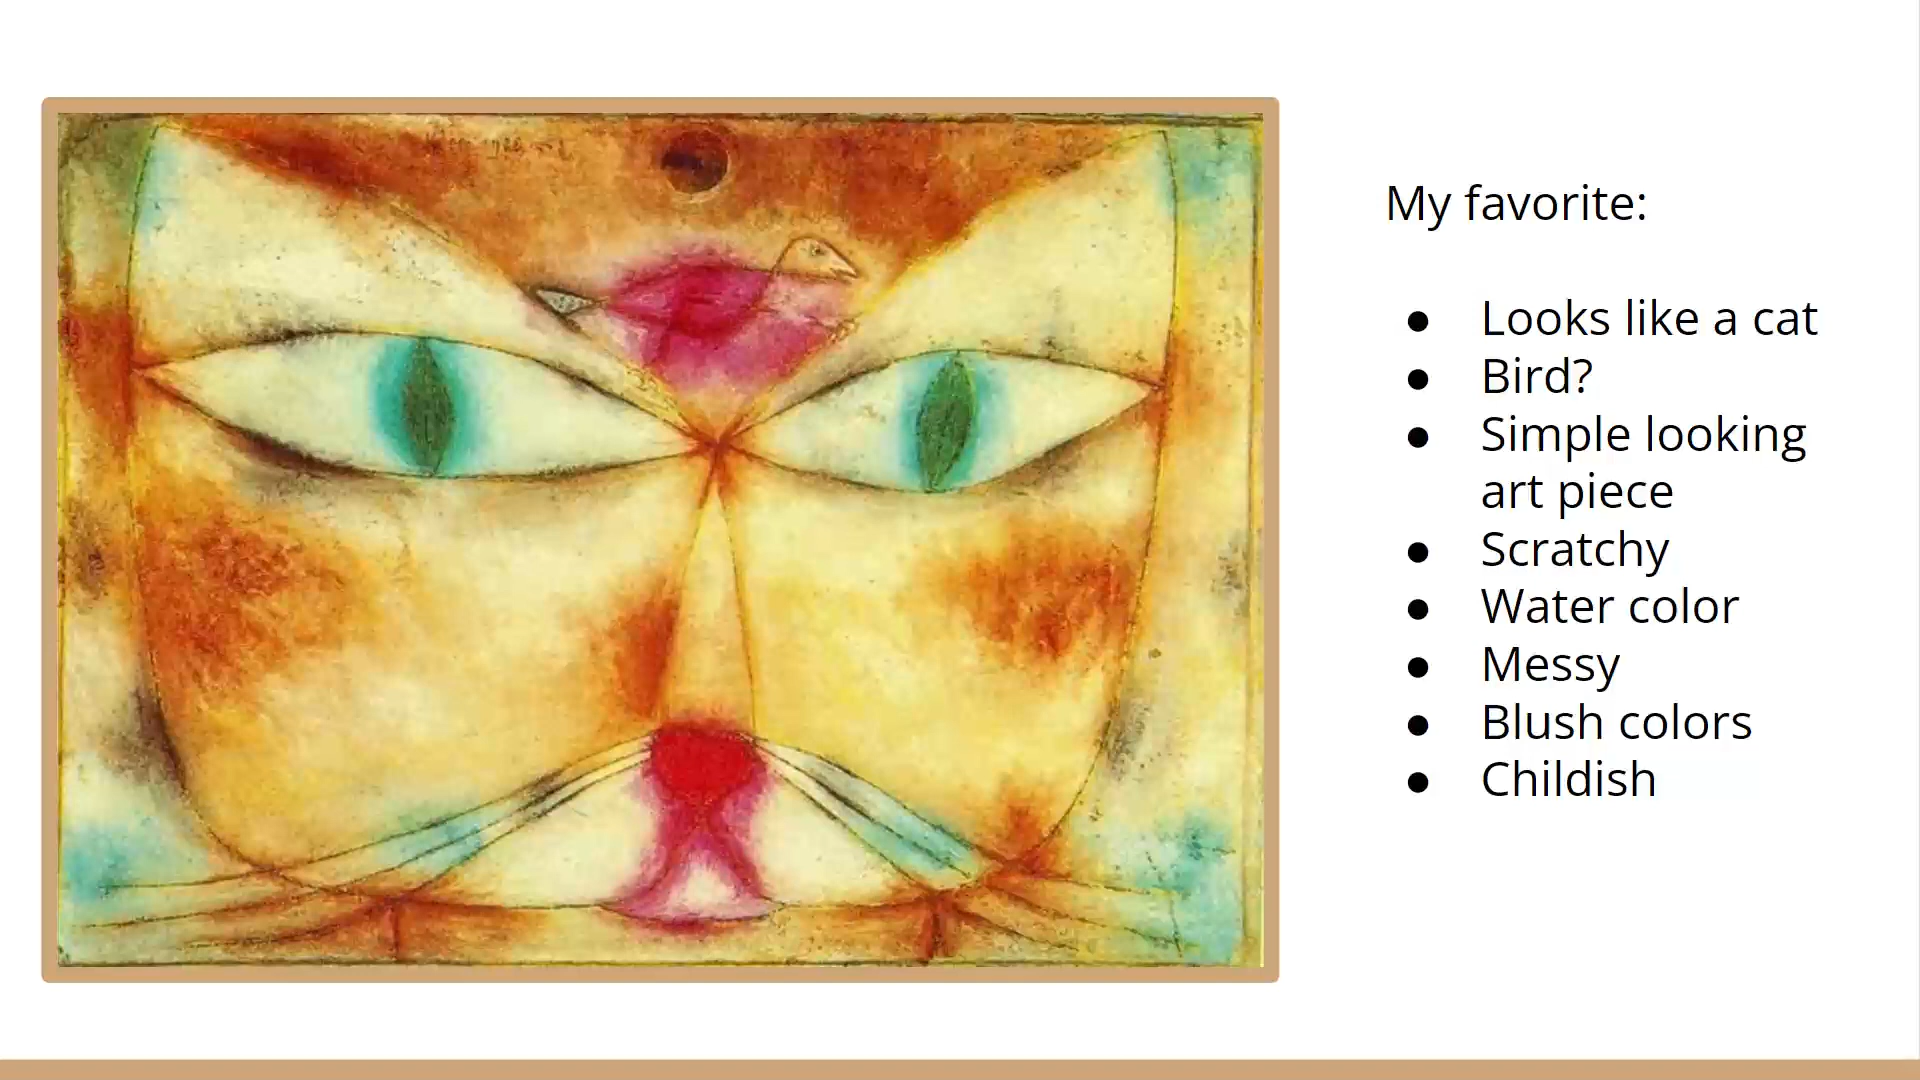 My favorite:
● Looks like a cat
● Bird?
● Simple looking
art piece
● Scratchy
● Water color
● Messy
● Blush colors
● Childish